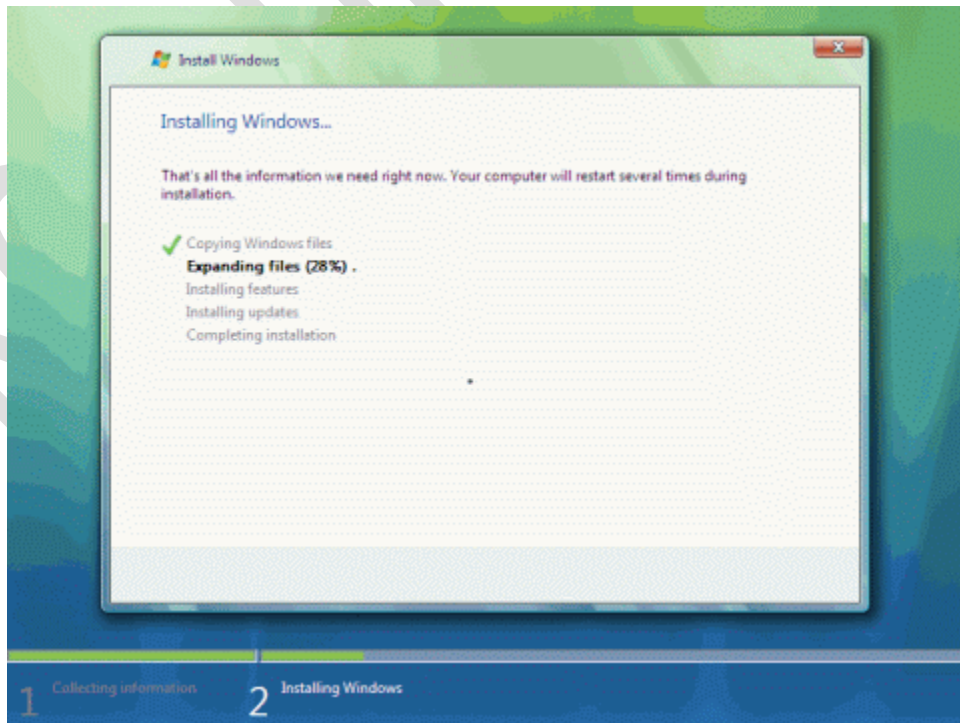 Install Windows
Installing Windows...
That's all the information we need right now. Your computer will restart several times during
installation.
Copying Windows files
Expanding files (28%) .
Installing features
Installing updates
Completing installation
1 Collecting information 2 Installing Windows